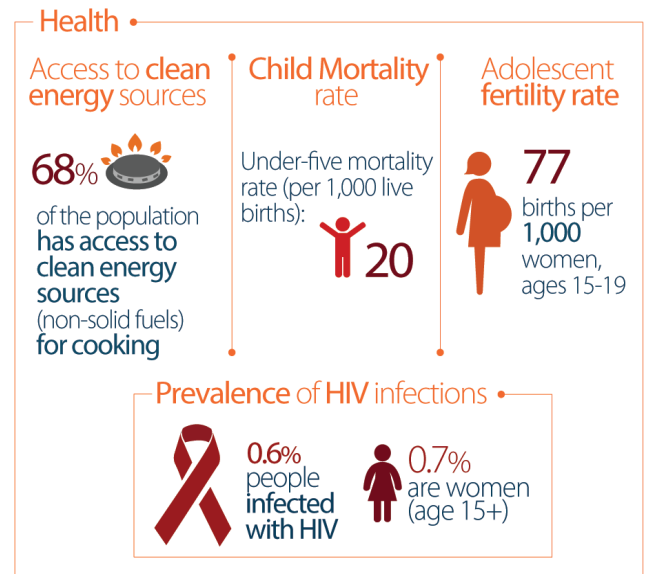 Health
Access to clean
energy sources
68%
of the population
has access to
clean energy
sources
(non-solid fuels)
for cooking
Child Mortality
rate
Under-five mortality
rate (per 1,000 live
births):
20
Adolescent
fertility rate
77
births per
1,000
women,
ages 15-19
Prevalence of HIV infections
0.6%
people
infected
with HIV
0.7%
are women
(age 15+)